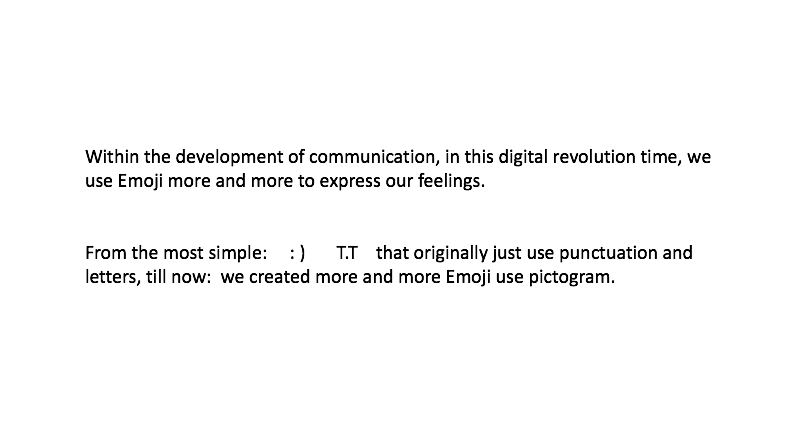 Within the development of communication, in this digital revolution time, we
use Emoji more and more to express our feelings.
From the most simple: : ) T.T that originally just use punctuation and
letters, till now: we created more and more Emoji use pictogram.